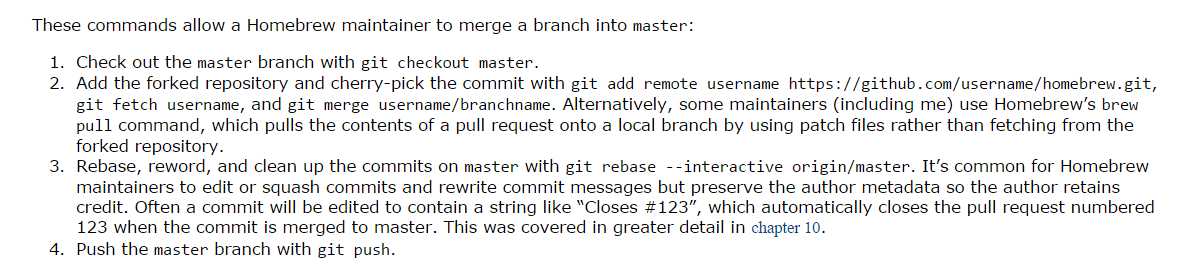 These commands allow a Homebrew maintainer to merge a branch into master:
1. Check out the master branch with git checkout master.
2. Add the forked repository and cherry-pick the commit with git add remote username https://github.com/username/homebrew.git,
git fetch username, and git merge username/branchname. Alternatively, some maintainers (including me) use Homebrew’s brew
pull command, which pulls the contents of a pull request onto a local branch by using patch files rather than fetching from the
forked repository.
3. Rebase, reword, and clean up the commits on master with git rebase --interactive origin/master. It’s common for Homebrew
maintainers to edit or squash commits and rewrite commit messages but preserve the author metadata so the author retains
credit. Often a commit will be edited to contain a string like “Closes #123”, which automatically closes the pull request numbered
123 when the commit is merged to master. This was covered in greater detail in chapter 10.
4. Push the master branch with git push.